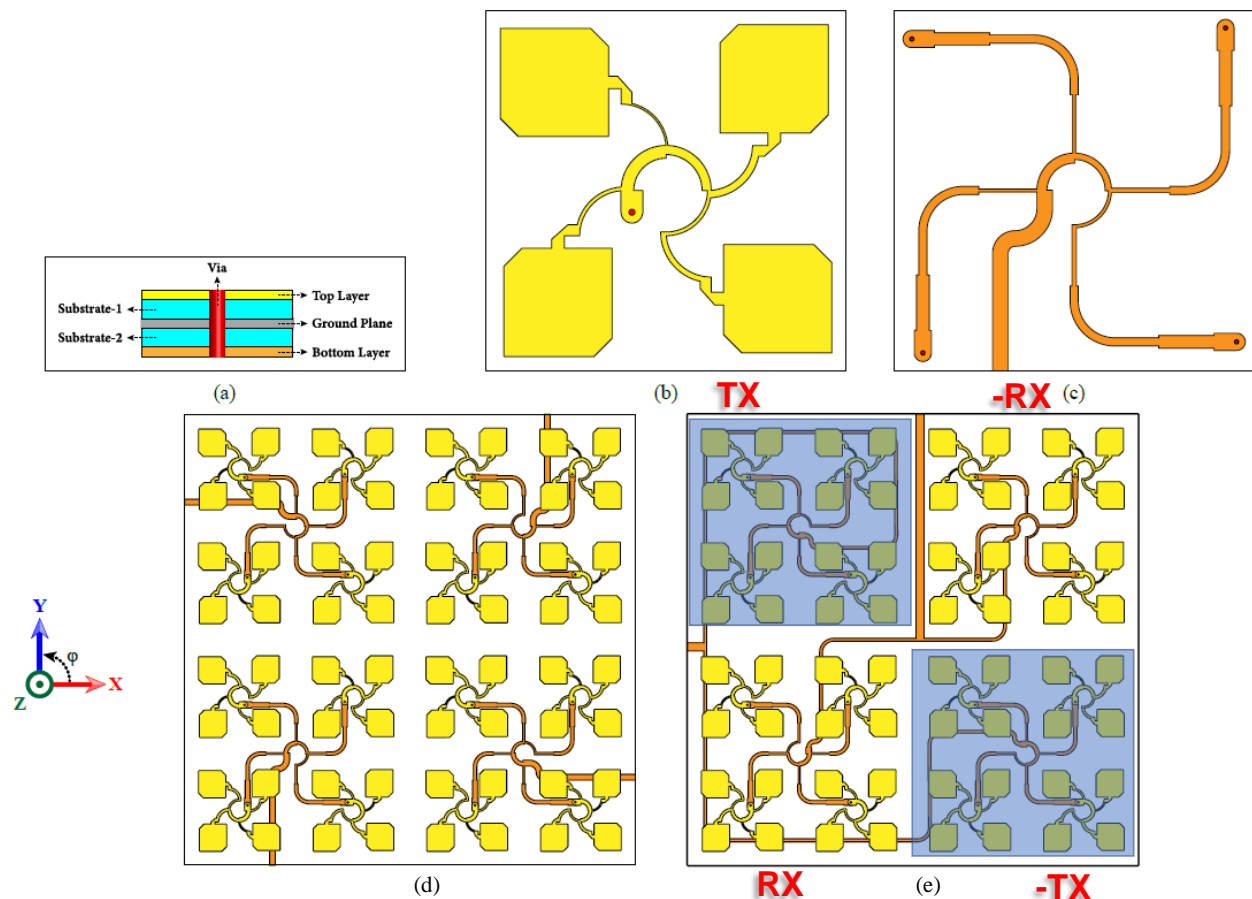 Via
Top Layer
Substrate-1
Ground Plane
Substrate-2
Bottom Layer
(a)
(b)
TX
-RX
(c)
Y
φ
X
Z
(d)
RX
(e)
-TX